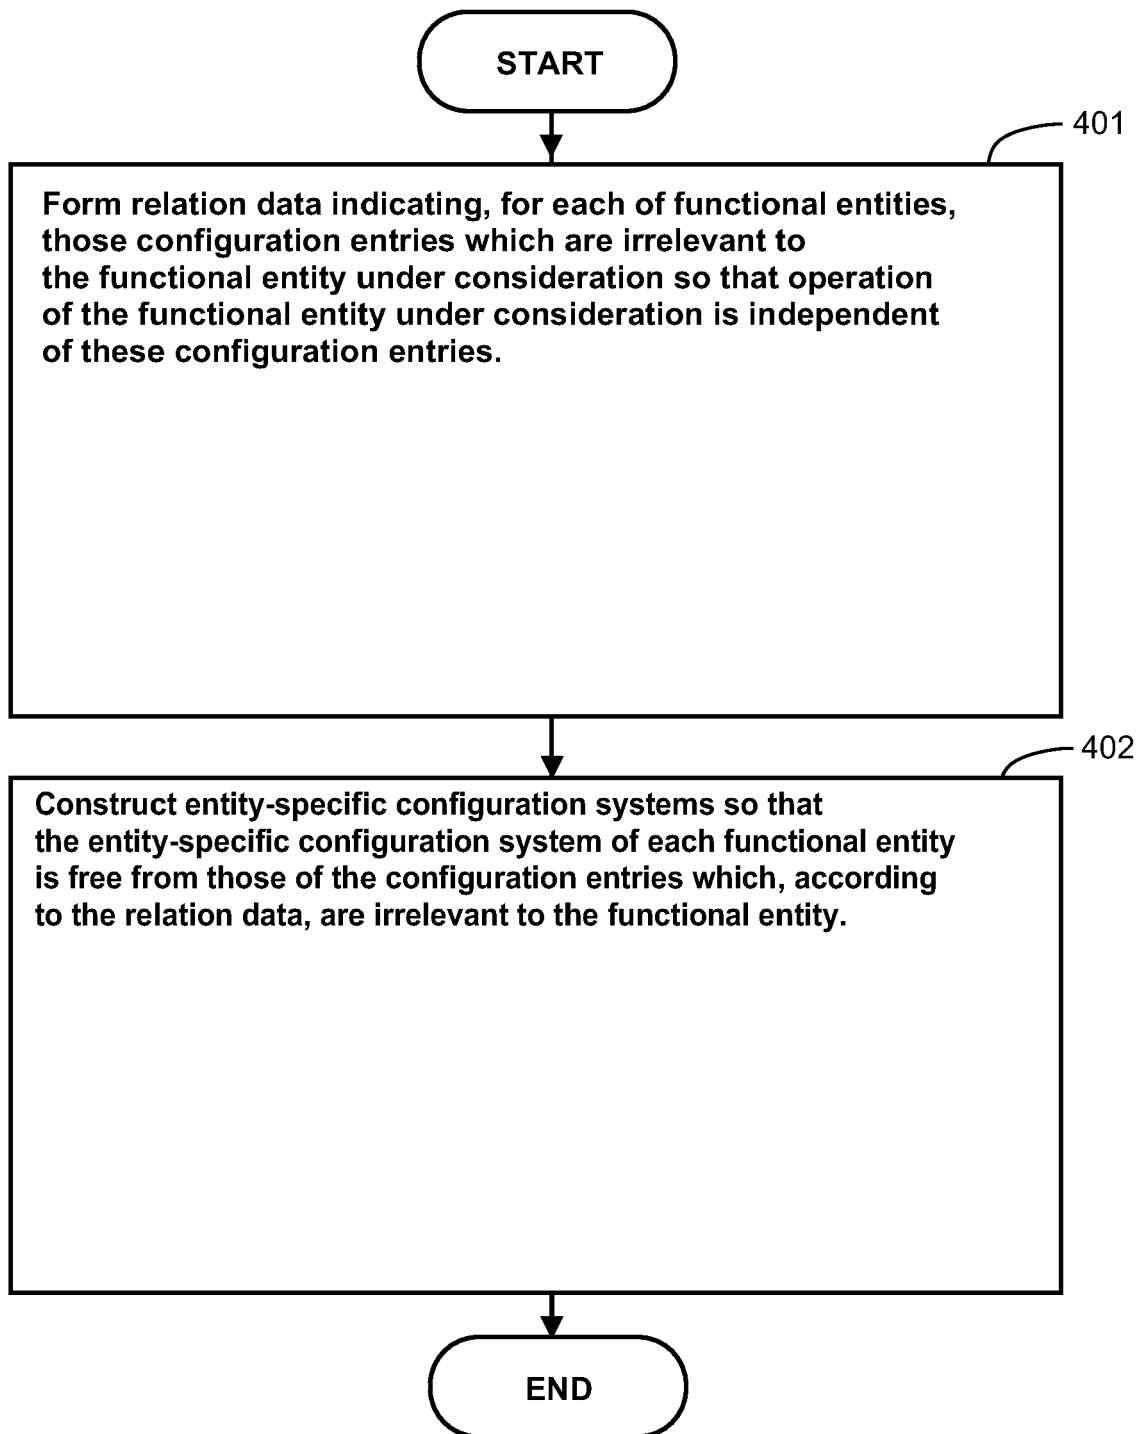 START
401
Form relation data indicating, for each of functional entities,
those configuration entries which are irrelevant to
the functional entity under consideration so that operation
of the functional entity under consideration is independent
of these configuration entries.
402
Construct entity-specific configuration systems so that
the entity-specific configuration system of each functional entity
is free from those of the configuration entries which, according
to the relation data, are irrelevant to the functional entity.
END